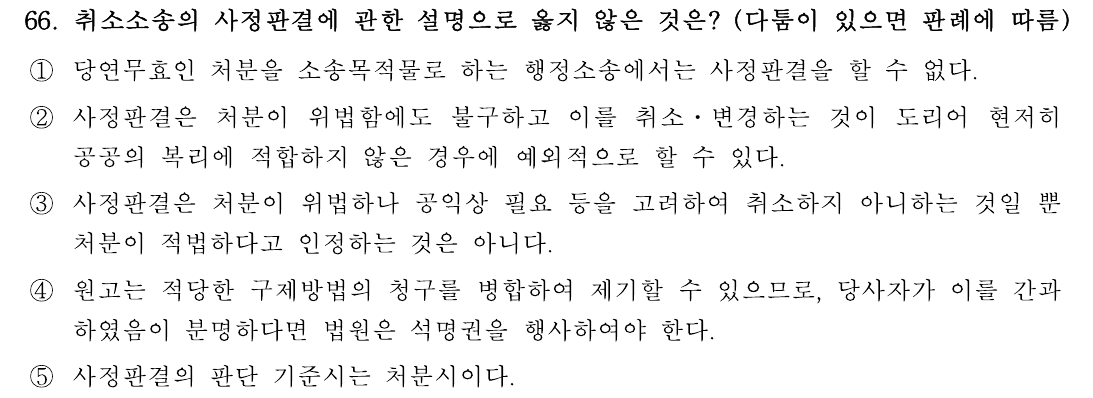 66. 취소소송의 사정판결에 관한 설명으로 옳지 않은 것은? (다툼이 있으면 판례에 따름)
① 당연무효인 처분을 소송목적물로 하는 행정소송에서는 사정판결을 할 수 없다.
② 사정판결은 처분이 위법함에도 불구하고 이를 취소·변경하는 것이 도리어 현저히
공공의 복리에 적합하지 않은 경우에 예외적으로 할 수 있다.
③ 사정판결은 처분이 위법하나 공익상 필요 등을 고려하여 취소하지 아니하는 것일 뿐
처분이 적법하다고 인정하는 것은 아니다.
④ 원고는 적당한 구제방법의 청구를 병합하여 제기할 수 있으므로, 당사자가 이를 간과
하였음이 분명하다면 법원은 석명권을 행사하여야 한다.
⑤ 사정판결의 판단 기준시는 처분시이다.